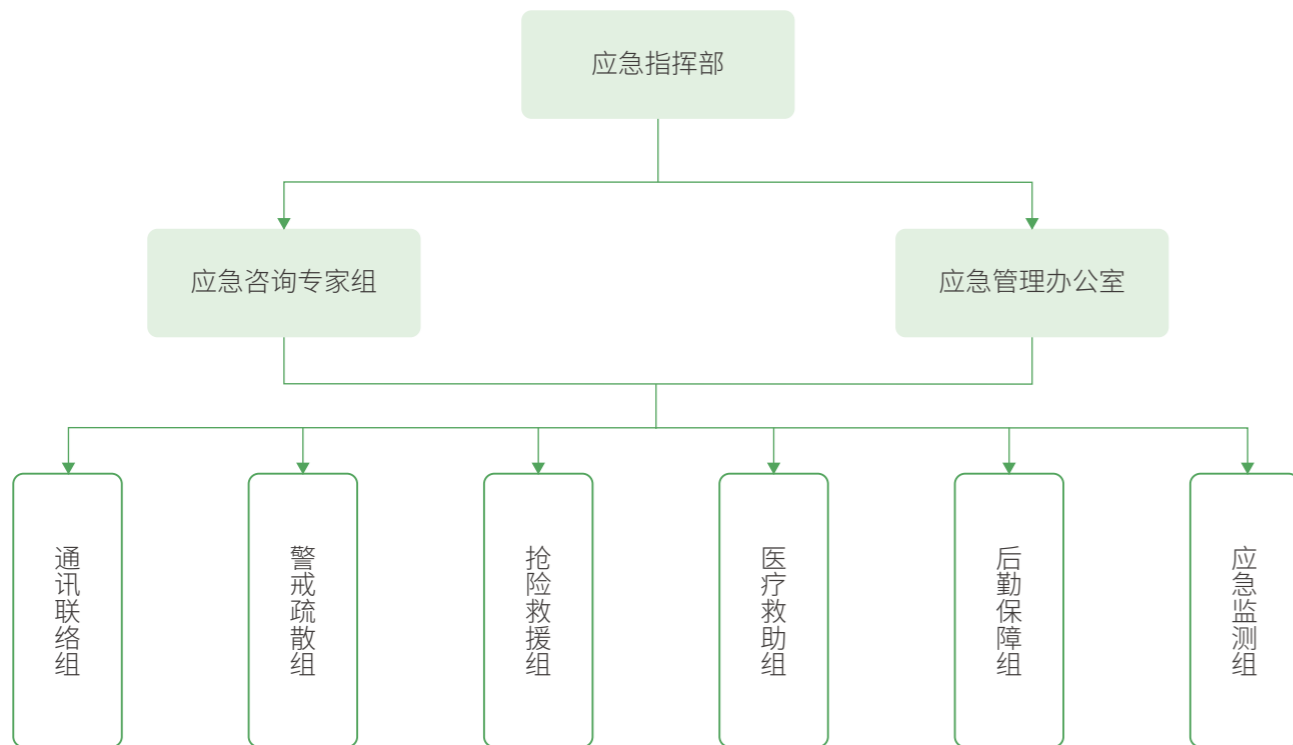 应急指挥部
应急咨询专家组
应急管理办公室
通讯联络组
警戒疏散组
抢险救援组
医疗救助组
后勤保障组
应急监测组